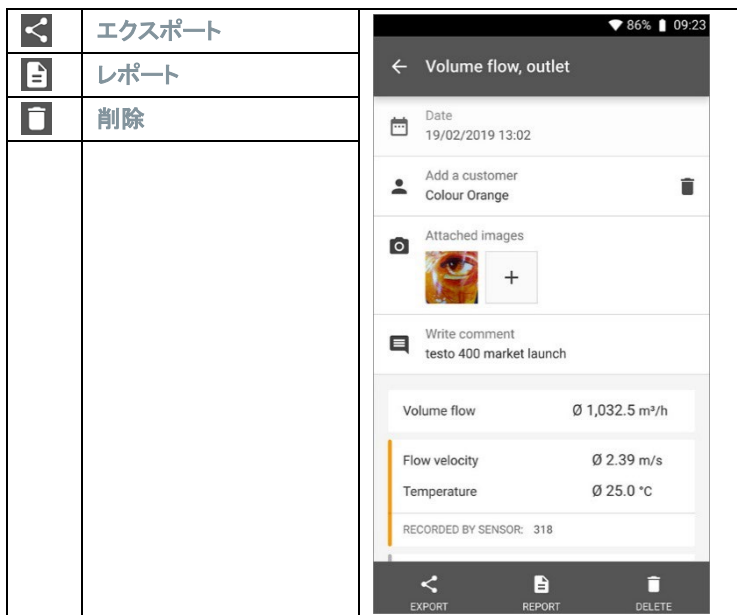 エクスポート
レポート
削除
86% 09:23
Volume flow, outlet
Date
19/02/2019 13:02
Add a customer
Colour Orange
Attached images
+
Write comment
testo 400 market launch
Volume flow Ø 1,032.5 m³/h
Flow velocity Ø 2.39 m/s
Temperature Ø 25.0 °C
RECORDED BY SENSOR: 318
EXPORT REPORT DELETE